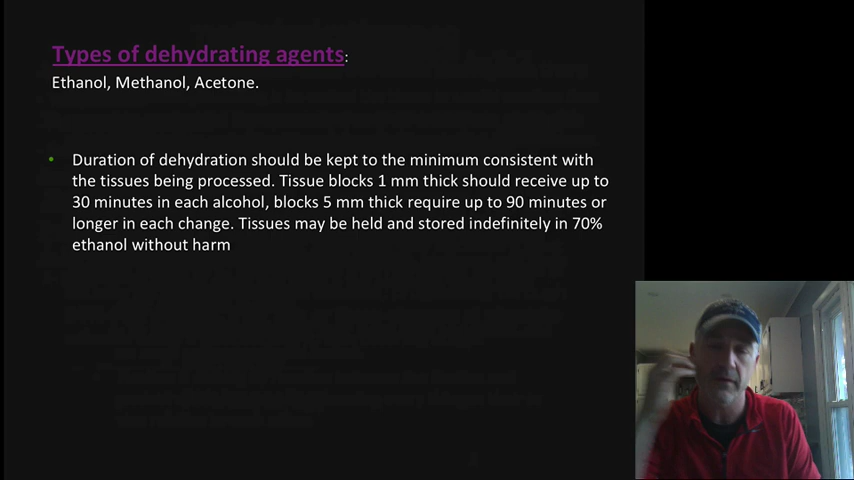 Types of dehydrating agents:
Ethanol, Methanol, Acetone.
• Duration of dehydration should be kept to the minimum consistent with
the tissues being processed. Tissue blocks 1 mm thick should receive up to
30 minutes in each alcohol, blocks 5 mm thick require up to 90 minutes or
longer in each change. Tissues may be held and stored indefinitely in 70%
ethanol without harm